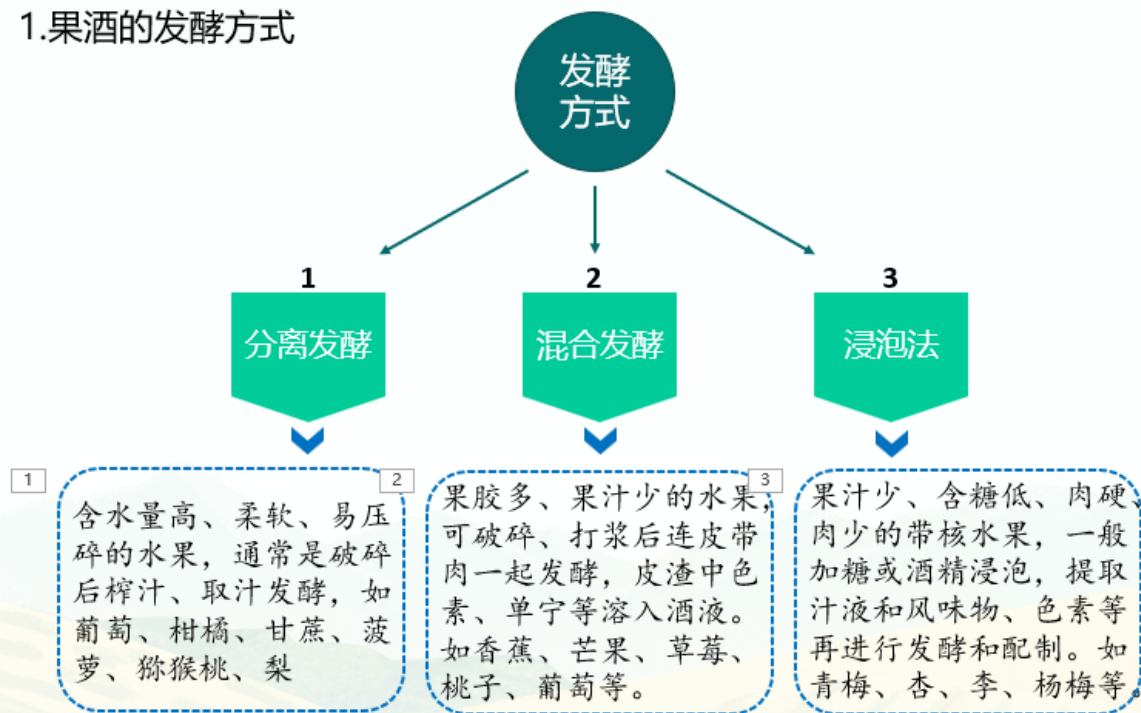 1.果酒的发酵方式
发酵
方式
1
2
3
分离发酵
混合发酵
浸泡法
1
含水量高、柔软、易压
碎的水果，通常是破碎
后榨汁、取汁发酵，如
葡萄、柑橘、甘蔗、菠
萝、猕猴桃、梨
2
果胶多、果汁少的水果，
可破碎、打浆后连皮带
肉一起发酵，皮渣中色
素、单宁等溶入酒液。
如香蕉、芒果、草莓、
桃子、葡萄等。
3
果汁少、含糖低、肉硬、
肉少的带核水果，一般
加糖或酒精浸泡，提取
汁液和风味物、色素等
再进行发酵和配制。如
青梅、杏、李、杨梅等。